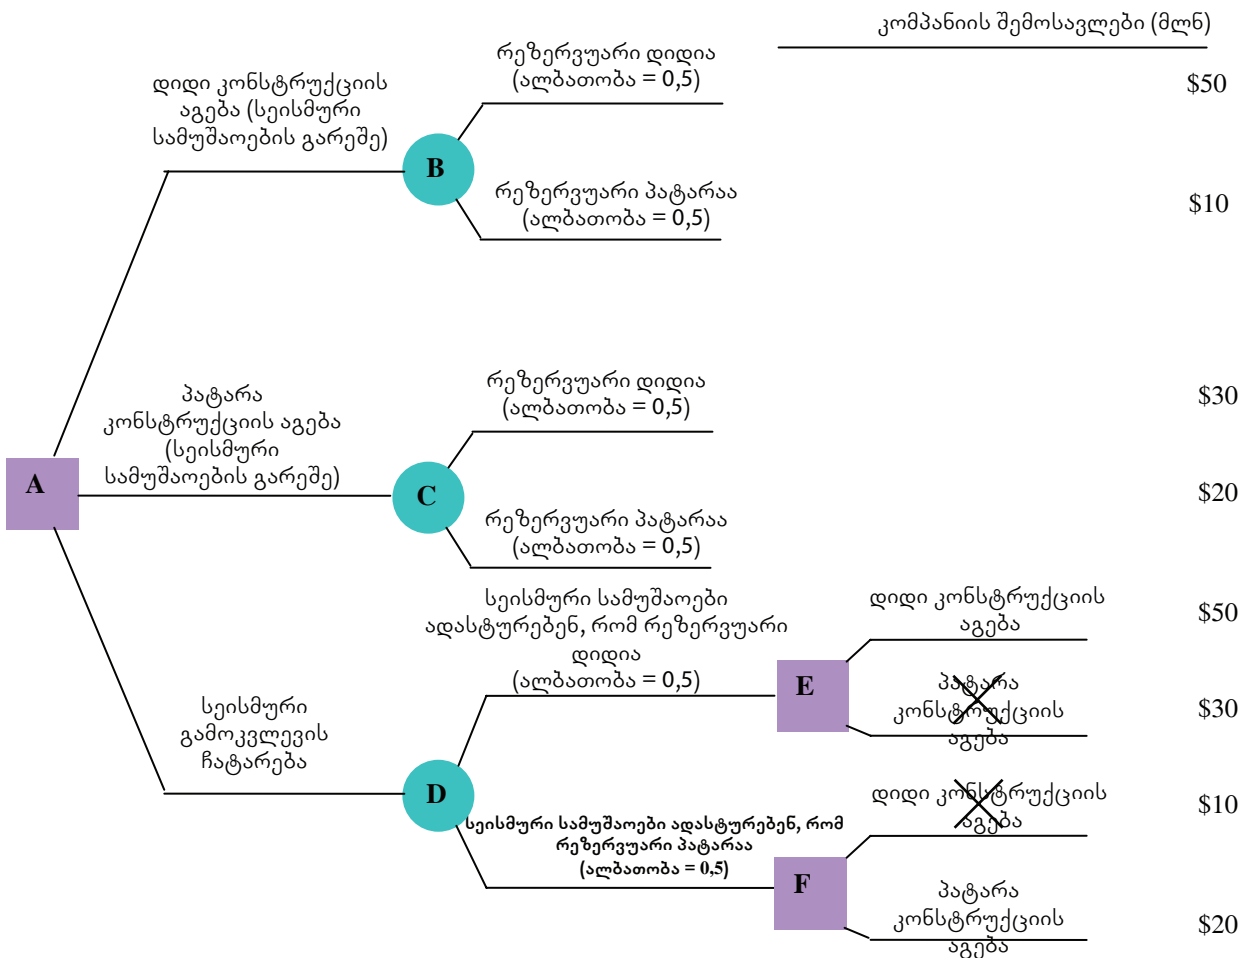 კომპანიის შემოსავლები (მლნ)
რეზერვუარი დიდია
(ალბათობა = 0,5)
$50
დიდი კონსტრუქციის
აგება (სეისმური
სამუშაოების გარეშე)
B
რეზერვუარი პატარაა
(ალბათობა = 0,5)
$10
პატარა
კონსტრუქციის აგება
(სეისმური
სამუშაოების გარეშე)
რეზერვუარი დიდია
(ალბათობა = 0,5)
$30
A
C
$20
რეზერვუარი პატარაა
(ალბათობა = 0,5)
სეისმური სამუშაოები
ადასტურებენ, რომ რეზერვუარი
დიდია
(ალბათობა = 0,5)
დიდი კონსტრუქციის
აგება
$50
E
პატარა
კონსტრუქციის
აგება
$30
სეისმური
გამოკვლევის
ჩატარება
D
დიდი კონსტრუქციის
აგება
$10
სეისმური სამუშაოები ადასტურებენ, რომ
რეზერვუარი პატარაა
(ალბათობა = 0,5)
F
პატარა
კონსტრუქციის
აგება
$20